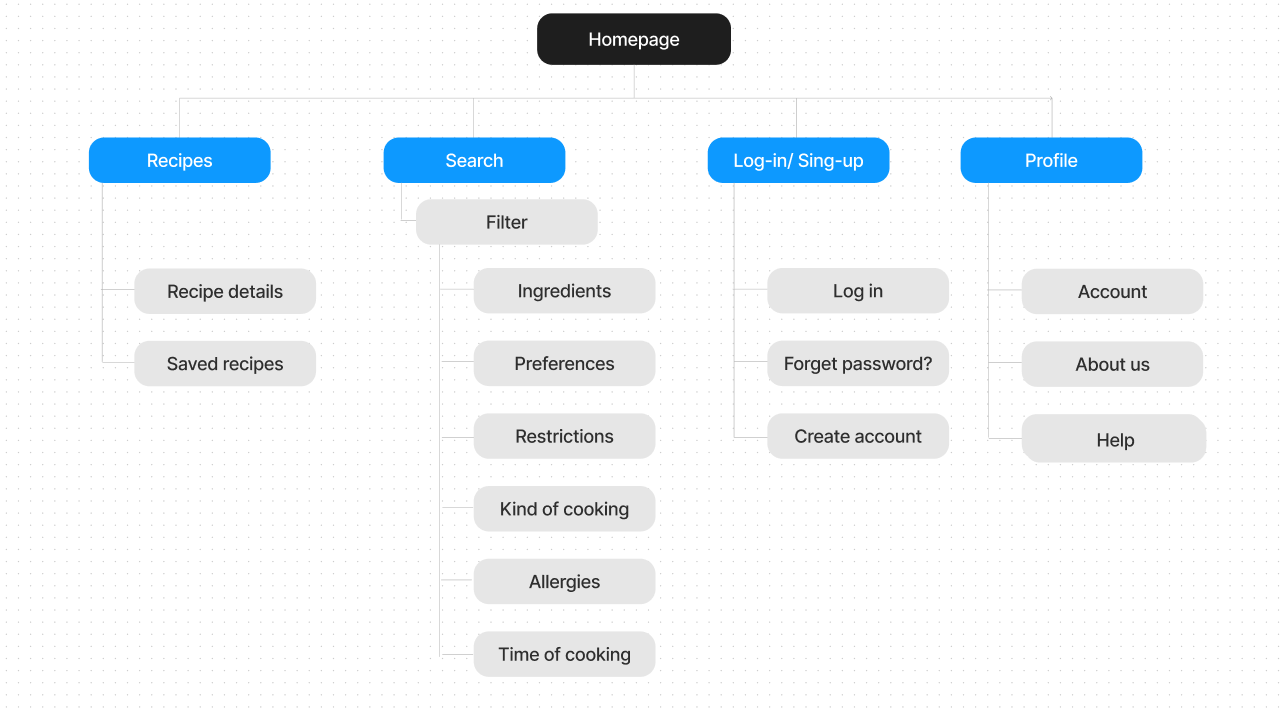 Homepage
Recipes
Search
Log-in/ Sing-up
Profile
Recipe details
Saved recipes
Filter
Ingredients
Preferences
Restrictions
Kind of cooking
Allergies
Time of cooking
Log in
Forget password?
Create account
Account
About us
Help